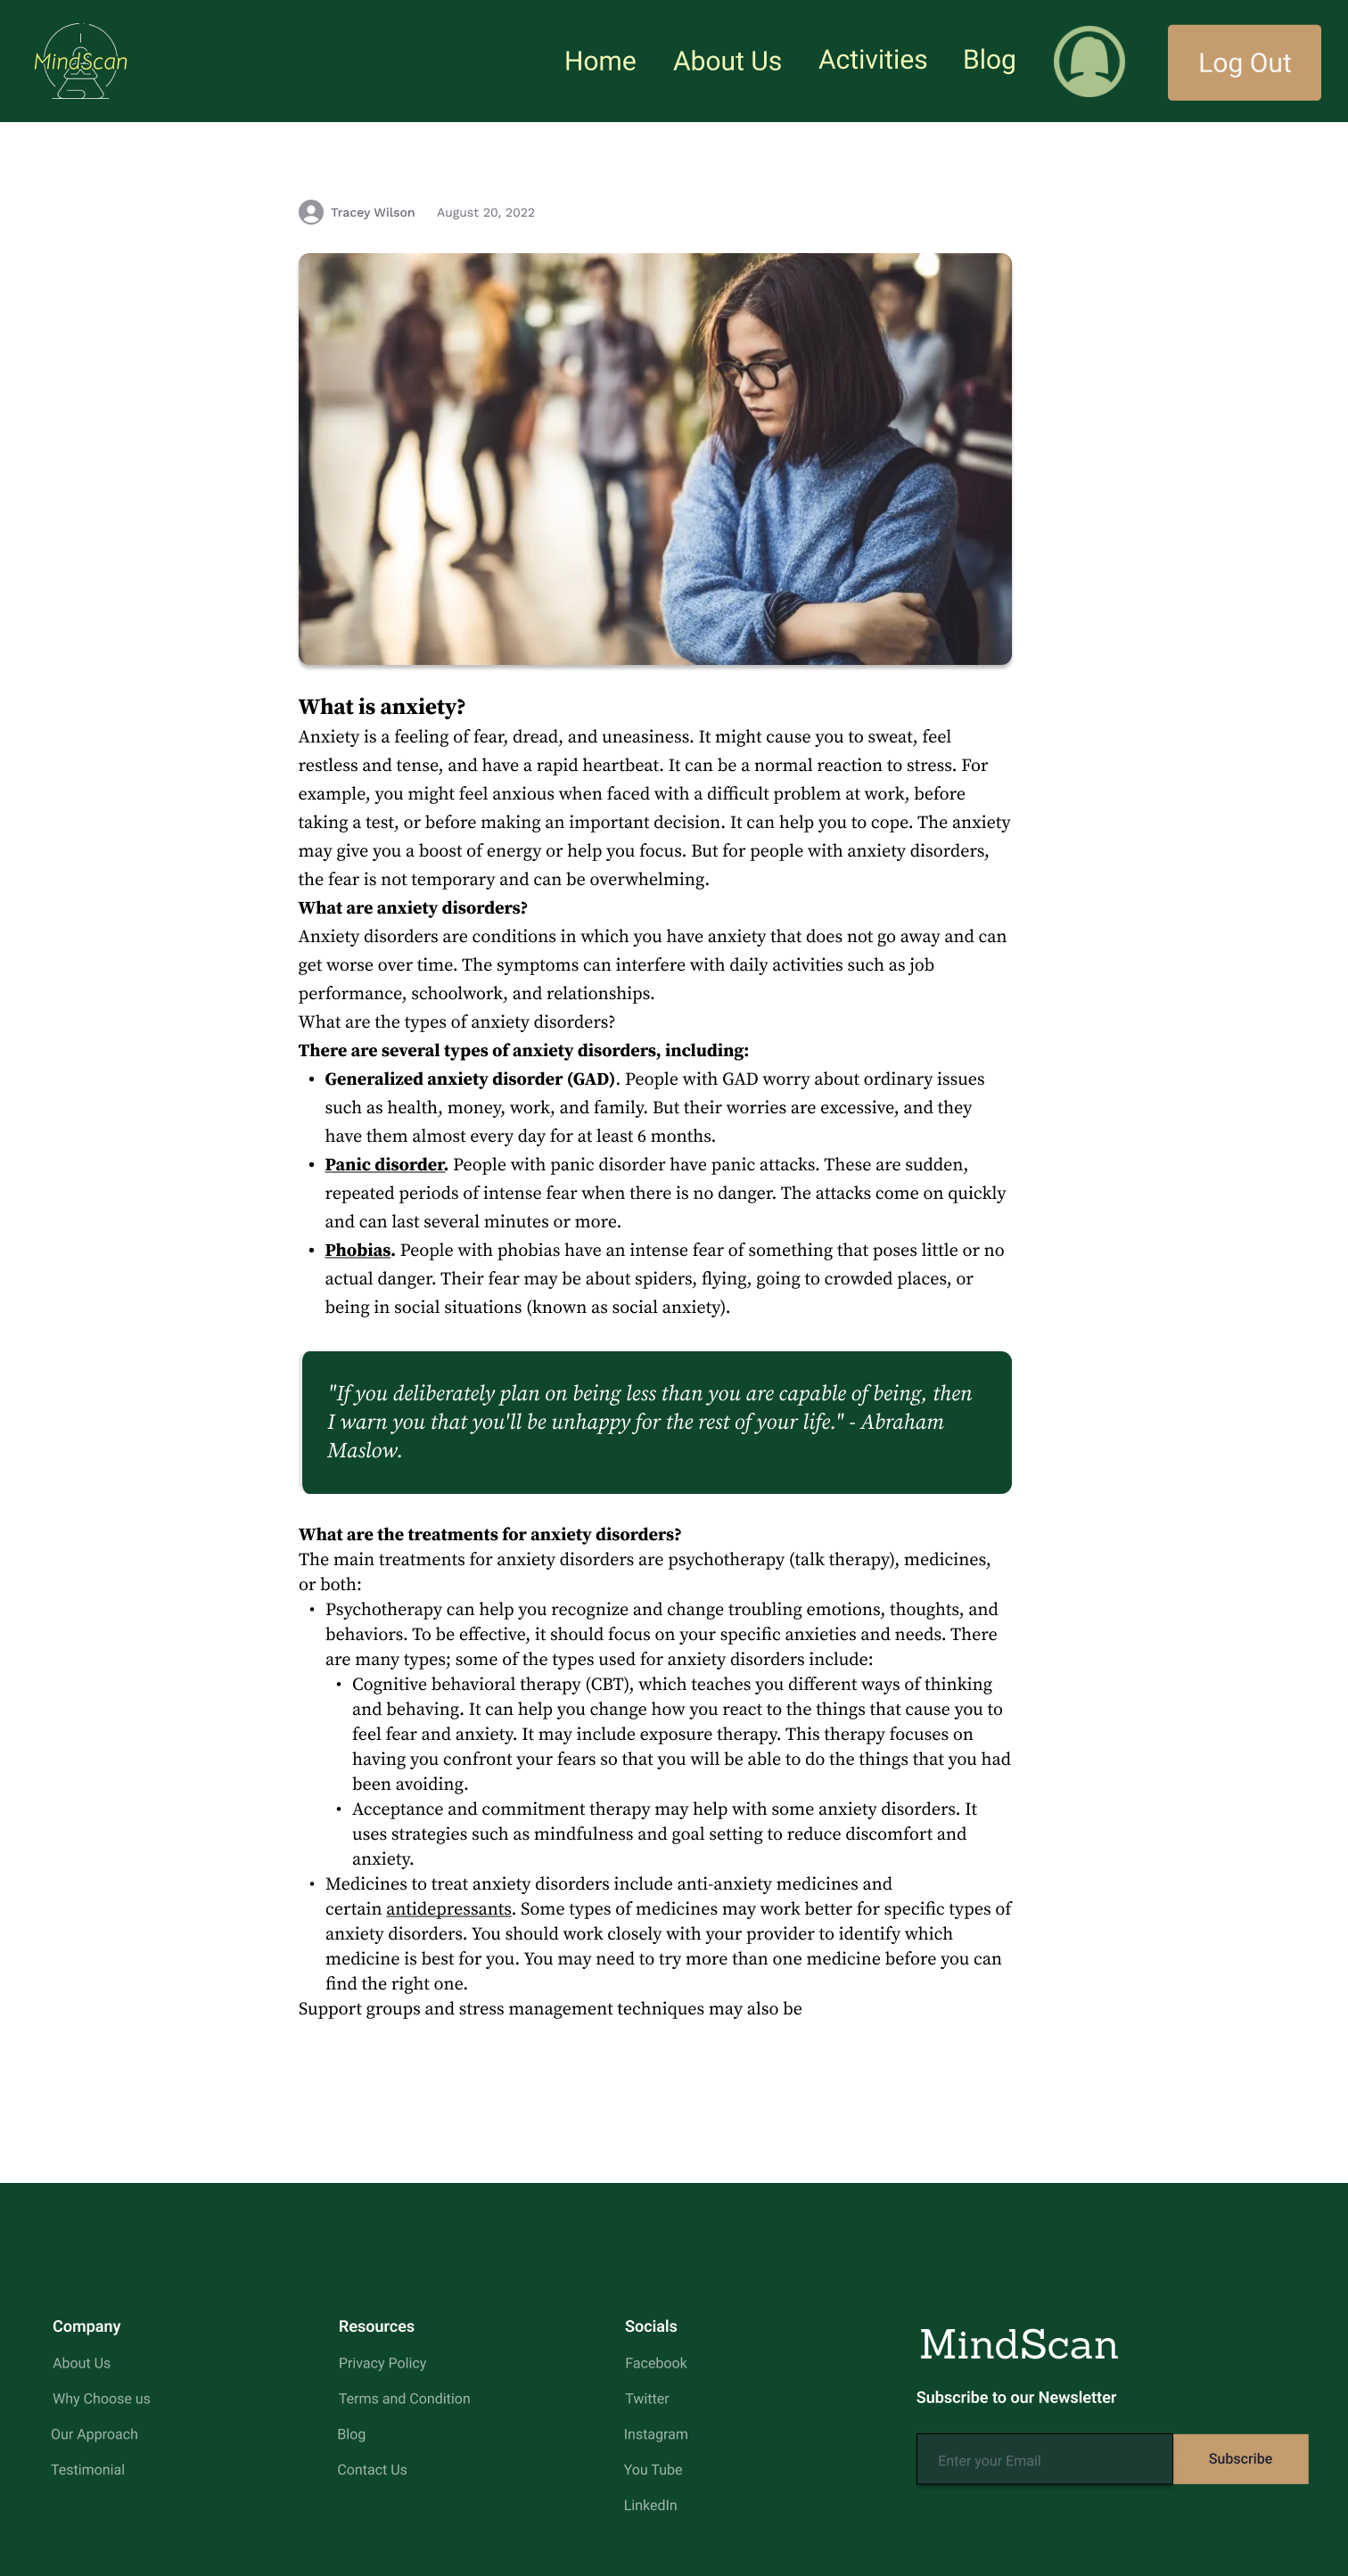 MindScan
Home About Us Activities Blog
Log Out
Tracey Wilson August 20, 2022
What is anxiety?
Anxiety is a feeling of fear, dread, and uneasiness. It might cause you to sweat, feel
restless and tense, and have a rapid heartbeat. It can be a normal reaction to stress. For
example, you might feel anxious when faced with a difficult problem at work, before
taking a test, or before making an important decision. It can help you to cope. The anxiety
may give you a boost of energy or help you focus. But for people with anxiety disorders,
the fear is not temporary and can be overwhelming.
What are anxiety disorders?
Anxiety disorders are conditions in which you have anxiety that does not go away and can
get worse over time. The symptoms can interfere with daily activities such as job
performance, schoolwork, and relationships.
What are the types of anxiety disorders?
There are several types of anxiety disorders, including:
• Generalized anxiety disorder (GAD). People with GAD worry about ordinary issues
such as health, money, work, and family. But their worries are excessive, and they
have them almost every day for at least 6 months.
• Panic disorder. People with panic disorder have panic attacks. These are sudden,
repeated periods of intense fear when there is no danger. The attacks come on quickly
and can last several minutes or more.
• Phobias. People with phobias have an intense fear of something that poses little or no
actual danger. Their fear may be about spiders, flying, going to crowded places, or
being in social situations (known as social anxiety).
"If you deliberately plan on being less than you are capable of being, then
I warn you that you'll be unhappy for the rest of your life." - Abraham
Maslow.
What are the treatments for anxiety disorders?
The main treatments for anxiety disorders are psychotherapy (talk therapy), medicines,
or both:
• Psychotherapy can help you recognize and change troubling emotions, thoughts, and
behaviors. To be effective, it should focus on your specific anxieties and needs. There
are many types; some of the types used for anxiety disorders include:
• Cognitive behavioral therapy (CBT), which teaches you different ways of thinking
and behaving. It can help you change how you react to the things that cause you to
feel fear and anxiety. It may include exposure therapy. This therapy focuses on
having you confront your fears so that you will be able to do the things that you had
been avoiding.
• Acceptance and commitment therapy may help with some anxiety disorders. It
uses strategies such as mindfulness and goal setting to reduce discomfort and
anxiety.
• Medicines to treat anxiety disorders include anti-anxiety medicines and
certain antidepressants. Some types of medicines may work better for specific types of
anxiety disorders. You should work closely with your provider to identify which
medicine is best for you. You may need to try more than one medicine before you can
find the right one.
Support groups and stress management techniques may also be
Company
About Us
Why Choose us
Our Approach
Testimonial
Resources
Privacy Policy
Terms and Condition
Blog
Contact Us
Socials
Facebook
Twitter
Instagram
You Tube
LinkedIn
MindScan
Subscribe to our Newsletter
Enter your Email
Subscribe